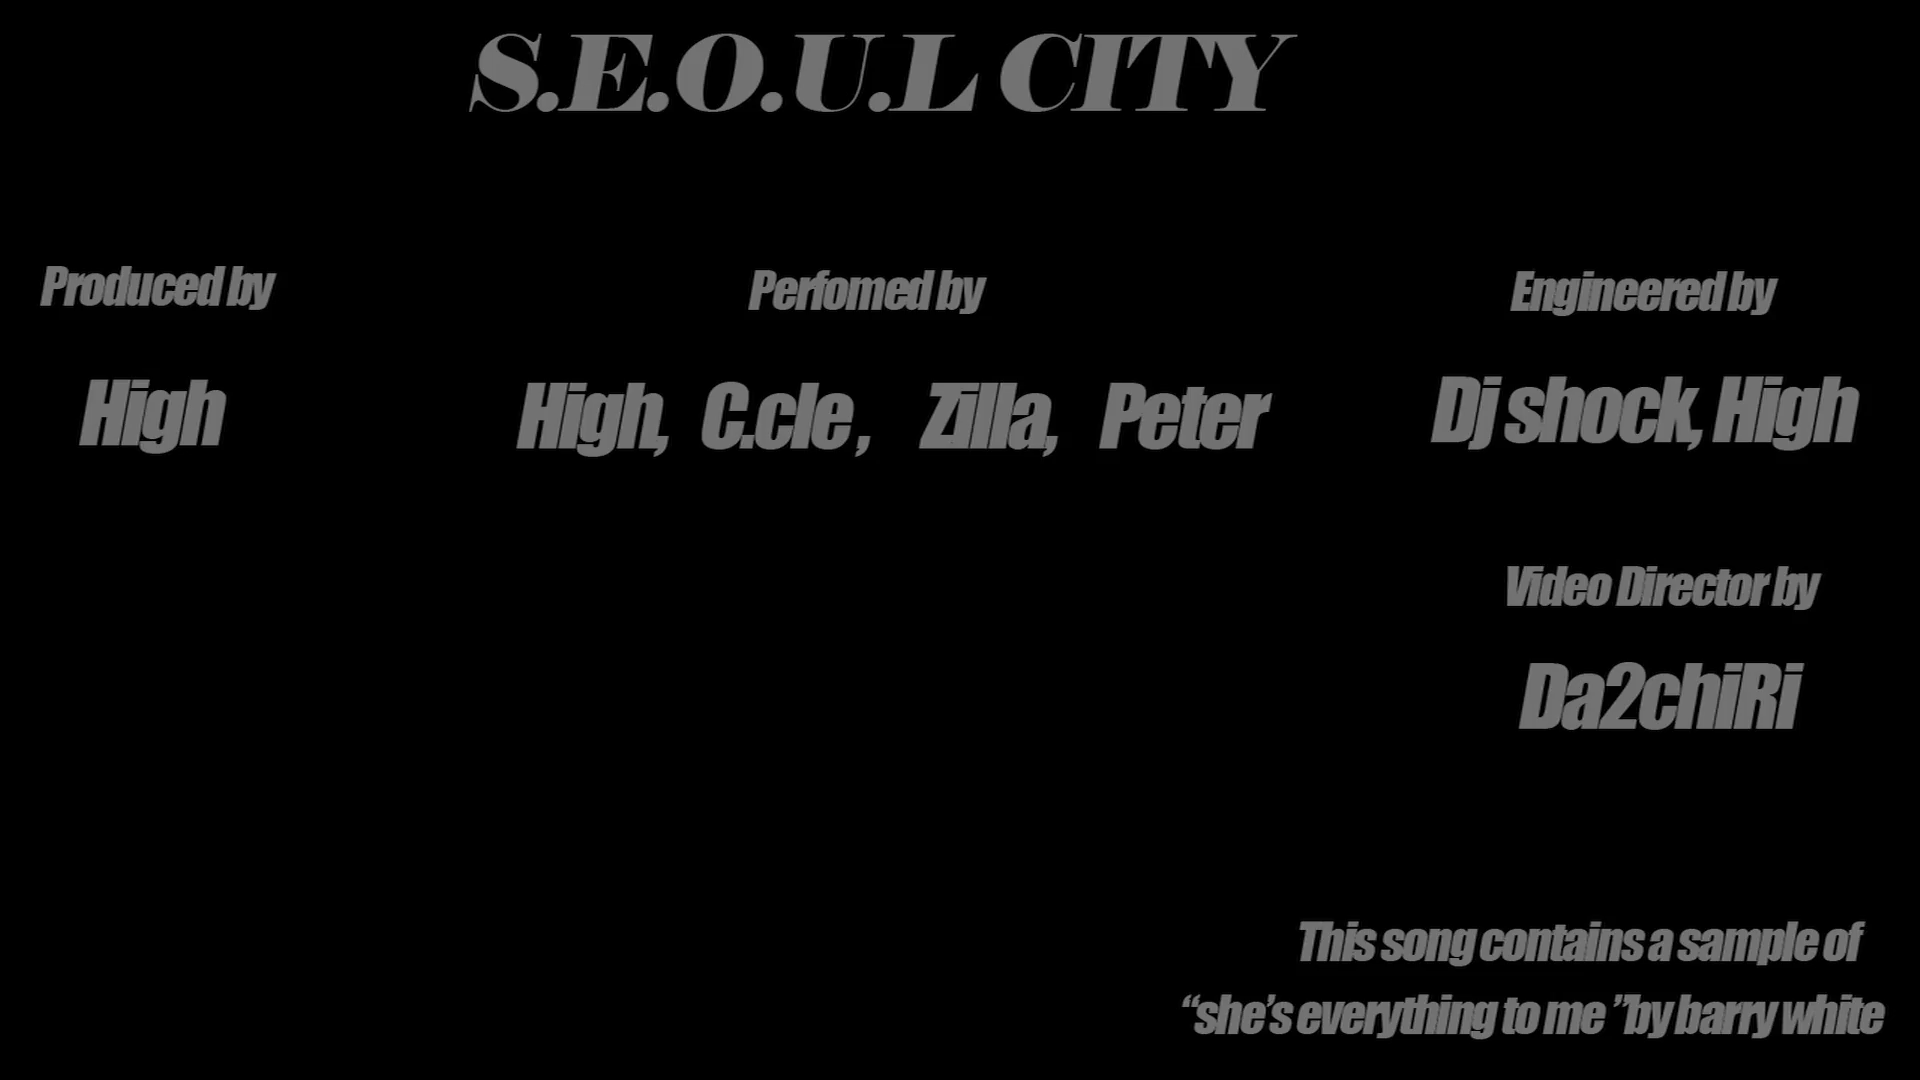 S.E.O.U.L CITY
Produced by
High
Perfomed by
High, C.cle , Zilla, Peter
Engineered by
Dj shock, High
Video Director by
Da2chiRi
This song contains a sample of
“she’s everything to me ”by barry white